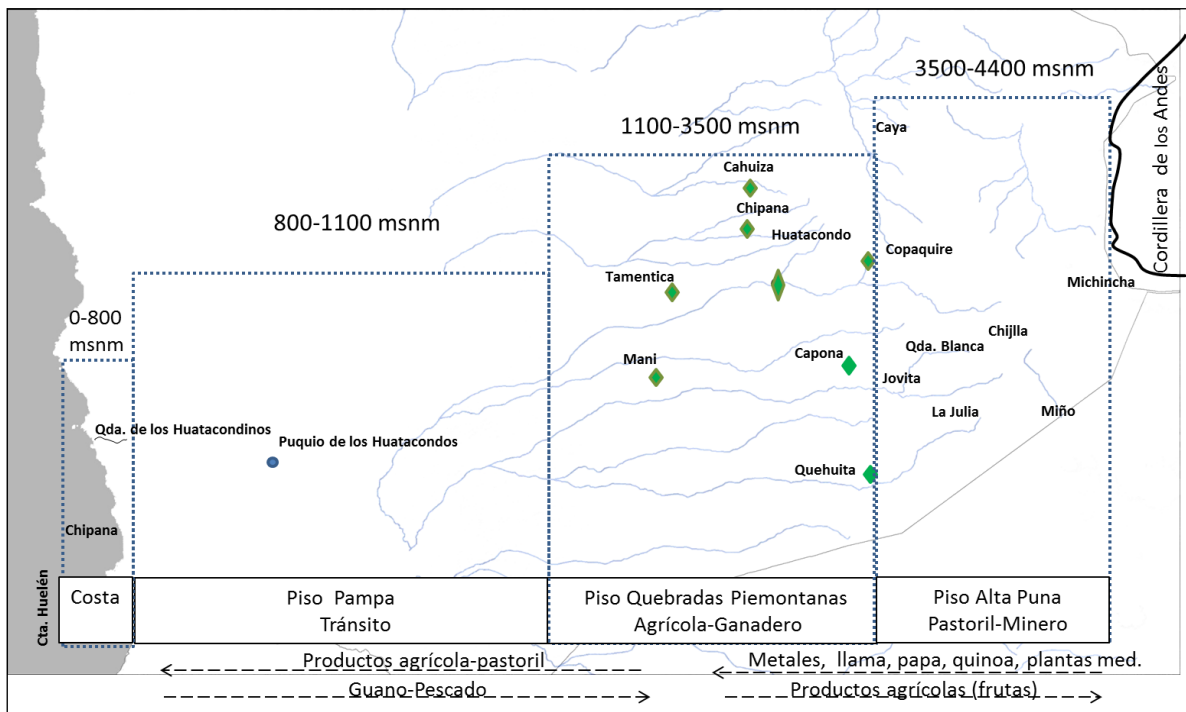 3500-4400 msnm
Cordillera de los Andes
1100-3500 msnm
Caya
Cahuiza
Chipana
800-1100 msnm
Huatacondo
Copaquire
Tamentica
Michincha
0-800
msnm
Chijlla
Qda. Blanca
Capona
Mani
Jovita
La Julia
Miño
Qda. de los Huatacondinos
Puquio de los Huatacondos
Quehuita
Chipana
Cta. Huelén
Costa
Piso Pampa
Tránsito
Piso Quebradas Piemontanas
Agrícola-Ganadero
Piso Alta Puna
Pastoril-Minero
Productos agrícola-pastoril
Metales, llama, papa, quinoa, plantas med.
Guano-Pescado
Productos agrícolas (frutas)